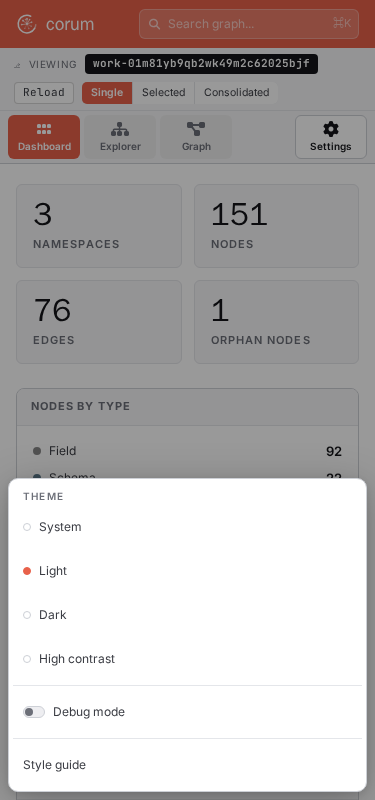 corum
Search graph...
⌘K
VIEWING
work-01m81yb9qb2wk49m2c62025bjf
Reload
Single
Selected
Consolidated
Dashboard
Explorer
Graph
Settings
3
NAMESPACES
151
NODES
76
EDGES
1
ORPHAN NODES
NODES BY TYPE
Field
92
Schema
22
THEME
System
Light
Dark
High contrast
Debug mode
Style guide